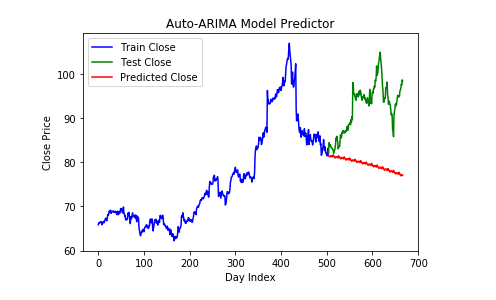 Auto-ARIMA Model Predictor
Train Close
Test Close
Predicted Close
Close Price
100
90
80
70
60
0
100
200
300
400
500
600
700
Day Index